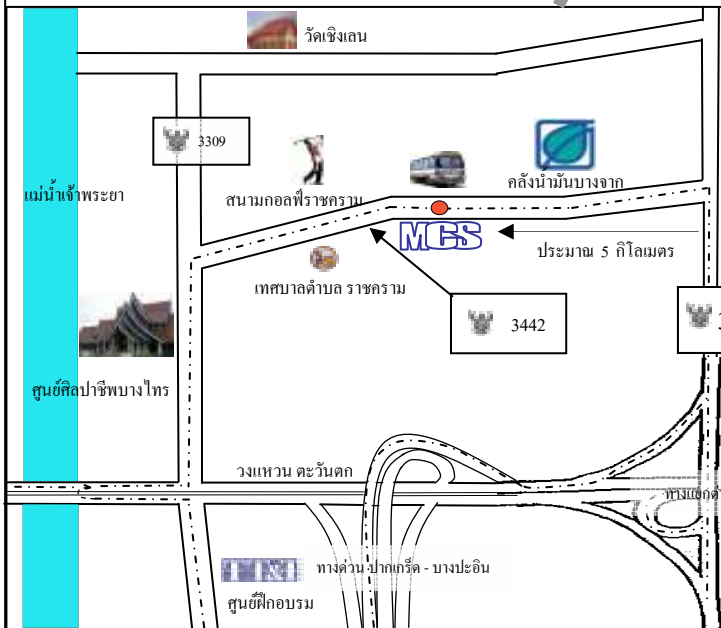 วัดเชิงเลน
3309
คลังน้ำมันบางจาก
แม่น้ำเจ้าพระยา
สนามกอล์ฟราชคราม
MCS
ประมาณ 5 กิโลเมตร
เทศบาลตำบล ราชคราม
3442
ศูนย์ศิลปาชีพบางไทร
วงแหวน ตะวันตก
ทางด่วน ปากเกร็ด - บางปะอิน
ศูนย์ฝึกอบรม